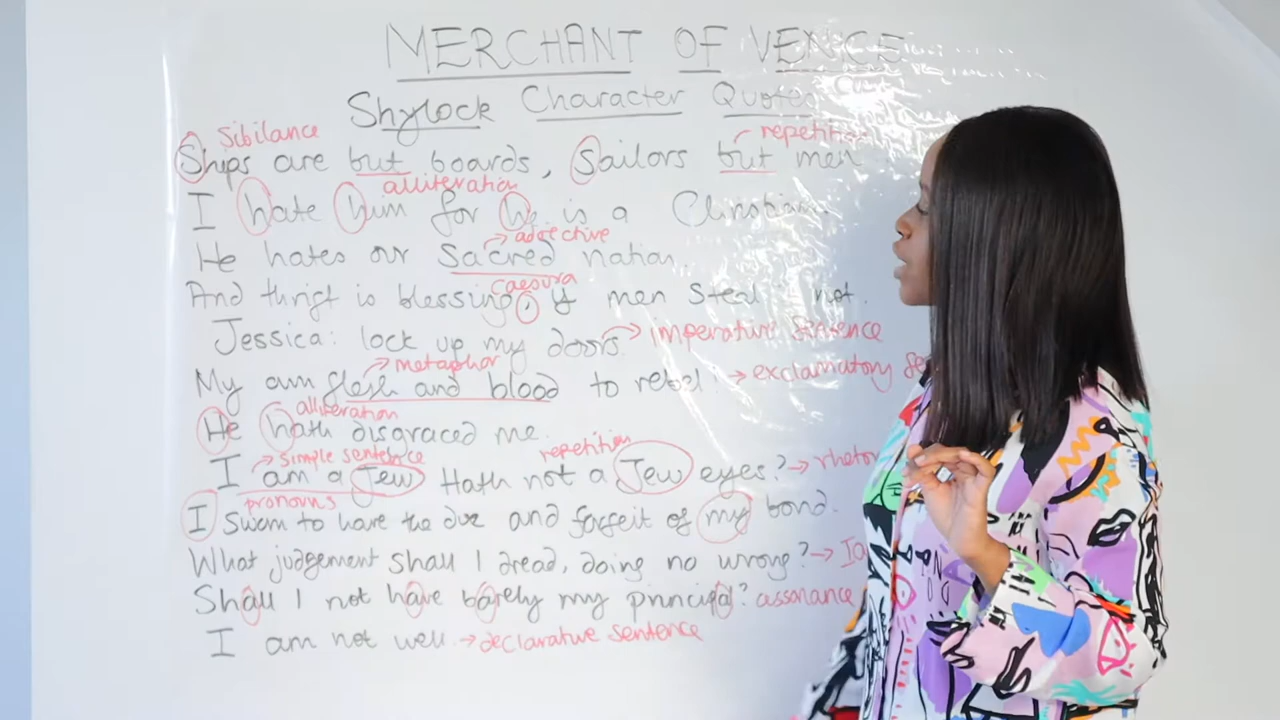 MERCHANT OF VENICE
Shylock Character Quotes
Sibilance
repetition
Ships are but boards, Sailors but men
alliteration
I hate him for he is a Christian.
adjective
He hates our Sacred nation.
caesura
And thrift is blessing, if men steal it not.
Jessica: lock up my doors. → imperative sentence
metaphor
My own flesh and blood to rebel! → exclamatory Se
alliteration
He hath disgraced me.
simple sentence repetition
I am a Jew Hath not a Jew eyes? → rhetor
pronouns
I sworn to have the due and forfeit of my bond.
What judgement shall I dread, doing no wrong? →
Shall I not have barely my principal? assonance
I am not well. → declarative sentence